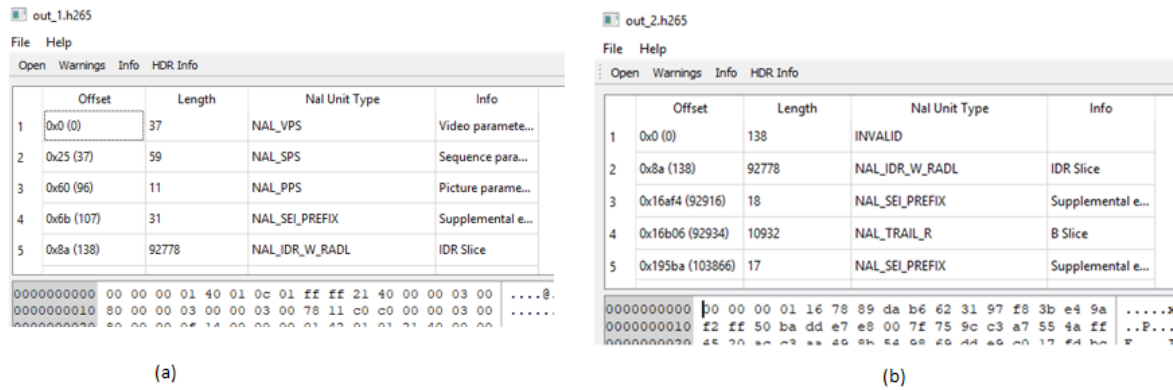 out_1.h265
File Help
Open Warnings Info HDR Info
Offset Length Nal Unit Type Info
1 0x0 (0) 37 NAL_VPS Video paramete...
2 0x25 (37) 59 NAL_SPS Sequence para...
3 0x60 (96) 11 NAL_PPS Picture parame...
4 0x6b (107) 31 NAL_SEI_PREFIX Supplemental e...
5 0x8a (138) 92778 NAL_IDR_W_RADL IDR Slice
0000000000 00 00 00 01 40 01 0c 01 ff ff 21 40 00 00 03 00 ....@.
0000000010 80 00 00 03 00 00 03 00 78 11 c0 c0 00 00 03 00 ......
(a)
out_2.h265
File Help
Open Warnings Info HDR Info
Offset Length Nal Unit Type Info
1 0x0 (0) 138 INVALID
2 0x8a (138) 92778 NAL_IDR_W_RADL IDR Slice
3 0x16af4 (92916) 18 NAL_SEI_PREFIX Supplemental e...
4 0x16b06 (92934) 10932 NAL_TRAIL_R B Slice
5 0x195ba (103866) 17 NAL_SEI_PREFIX Supplemental e...
0000000000 00 00 00 01 16 78 89 da b6 62 31 97 f8 3b e4 9a .....x
0000000010 f2 ff 50 ba dd e7 e8 00 7f 75 9c c3 a7 55 4a ff ..P...
(b)